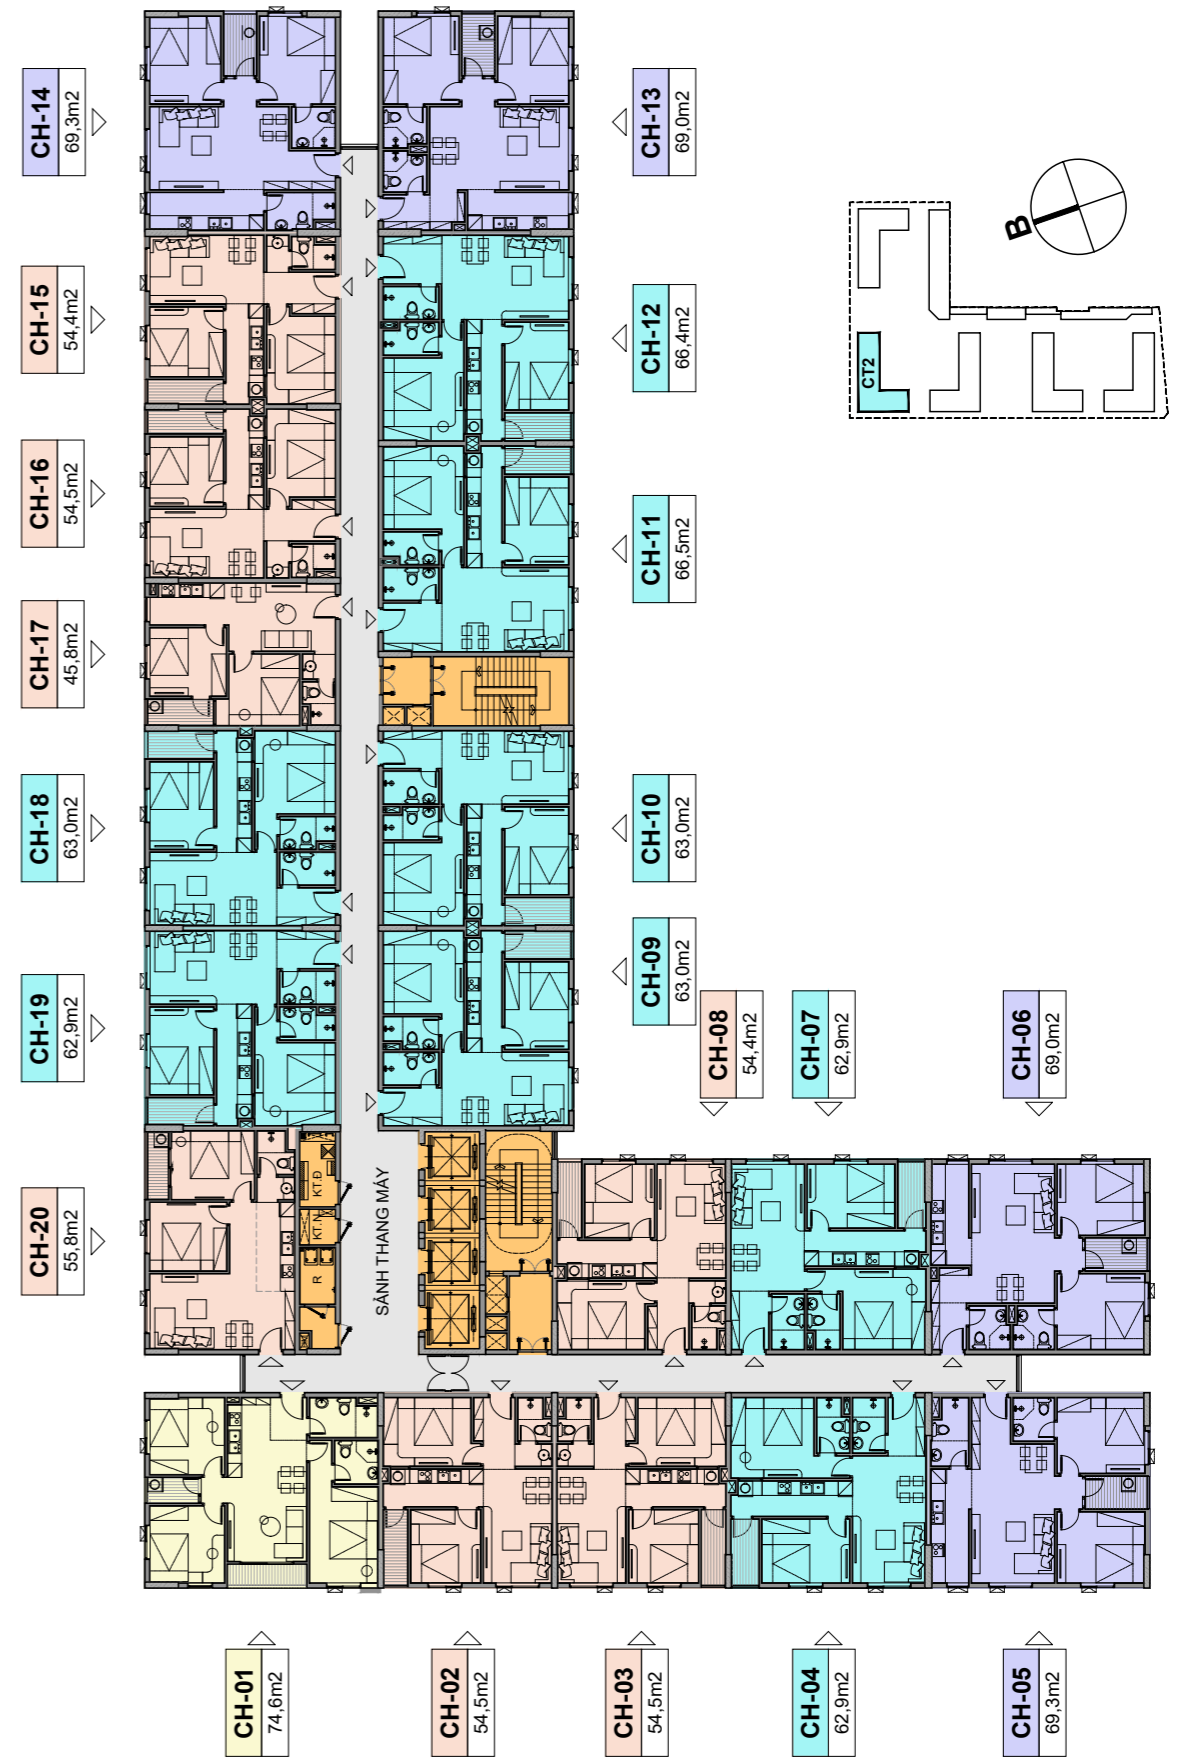 CH-14
69,3m2
CH-13
69,0m2
B
CH-15
54,4m2
CH-12
66,4m2
CT2
CH-16
54,5m2
CH-11
66,5m2
CH-17
45,8m2
CH-18
63,0m2
CH-10
63,0m2
CH-19
62,9m2
CH-09
63,0m2
CH-08
54,4m2
CH-07
62,9m2
CH-06
69,0m2
CH-20
55,8m2
KT.Đ
KT.N
R
SẢNH THANG MÁY
CH-01
74,6m2
CH-02
54,5m2
CH-03
54,5m2
CH-04
62,9m2
CH-05
69,3m2